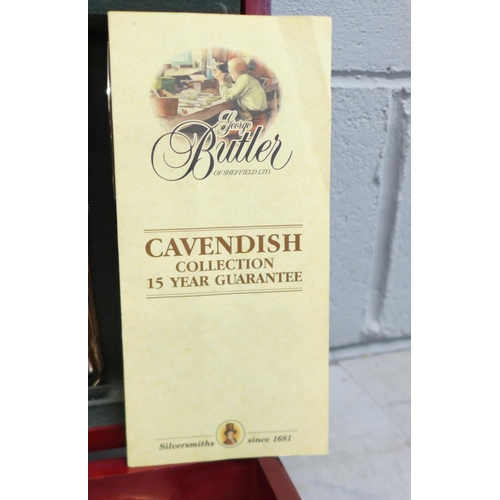 George
Butler
OF SHEFFIELD LTD.
CAVENDISH
COLLECTION
15 YEAR GUARANTEE
Silversmiths since 1681